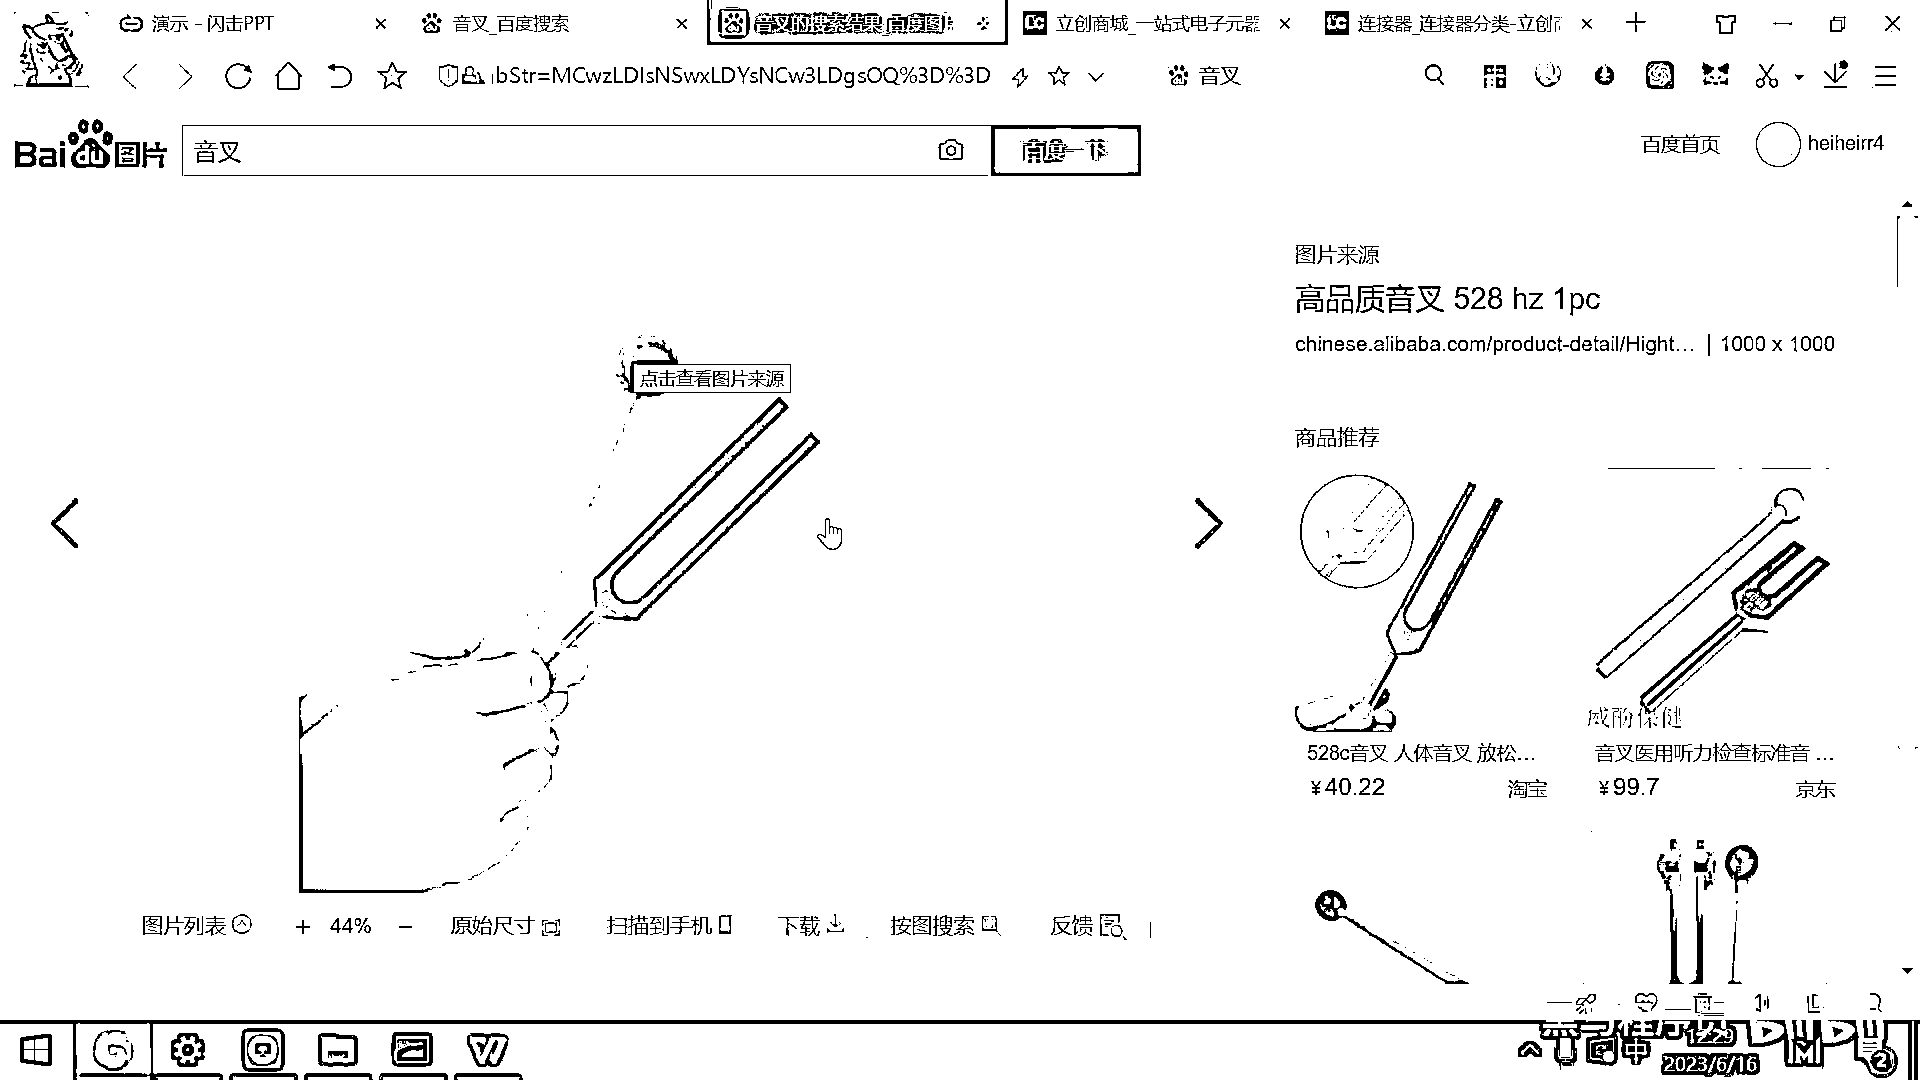 演示 - 闪击PPT
音叉_百度搜索
音叉的搜索结果_百度图
立创商城_一站式电子元器
连接器_连接器分类-立创
bStr=MCwzLDIsNSwxLDYsNCw3LDgsOQ%3D%3D
音叉
Bai du 图片
音叉
百度一下
百度首页
heiheirr4
图片来源
高品质音叉 528 hz 1pc
chinese.alibaba.com/product-detail/Hight... | 1000 x 1000
点击查看图片来源
商品推荐
528c音叉 人体音叉 放松...
¥40.22
淘宝
音叉医用听力检查标准音 ...
¥99.7
京东
图片列表
+ 44% −
原始尺寸
扫描到手机
下载
按图搜索
反馈
中
12:29
2023/6/16
2